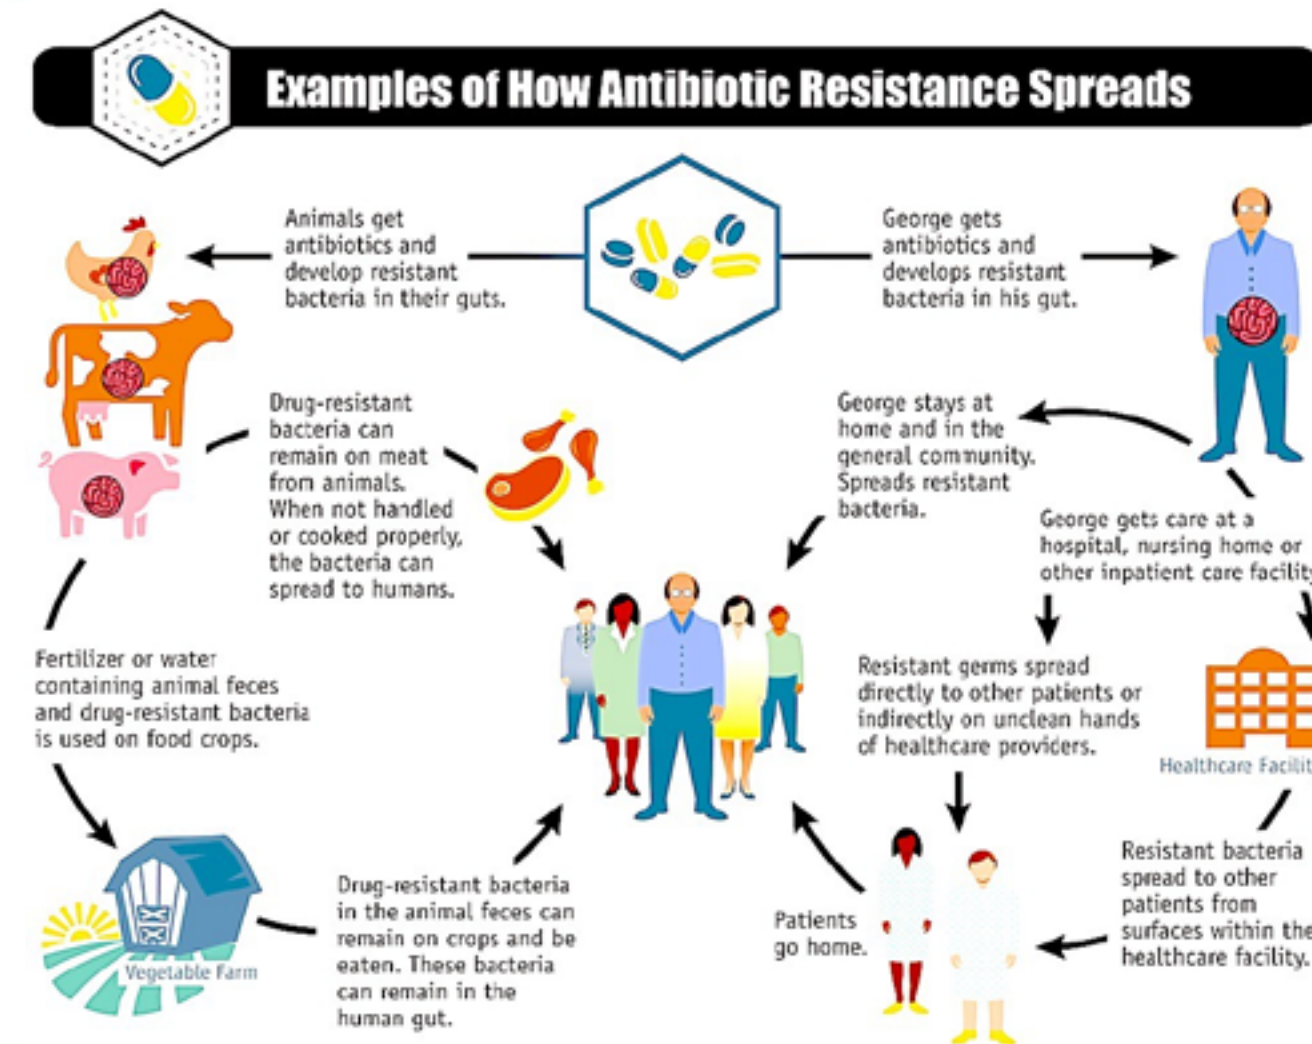 Examples of How Antibiotic Resistance Spreads
Animals get
antibiotics and
develop resistant
bacteria in their guts.
George gets
antibiotics and
develops resistant
bacteria in his gut.
Drug-resistant
bacteria can
remain on meat
from animals.
When not handled
or cooked properly,
the bacteria can
spread to humans.
George stays at
home and in the
general community.
Spreads resistant
bacteria.
George gets care at a
hospital, nursing home or
other inpatient care facility
Fertilizer or water
containing animal feces
and drug-resistant bacteria
is used on food crops.
Resistant germs spread
directly to other patients or
indirectly on unclean hands
of healthcare providers.
Healthcare Facilit
Vegetable Farm
Drug-resistant bacteria
in the animal feces can
remain on crops and be
eaten. These bacteria
can remain in the
human gut.
Patients
go home.
Resistant bacteria
spread to other
patients from
surfaces within the
healthcare facility.